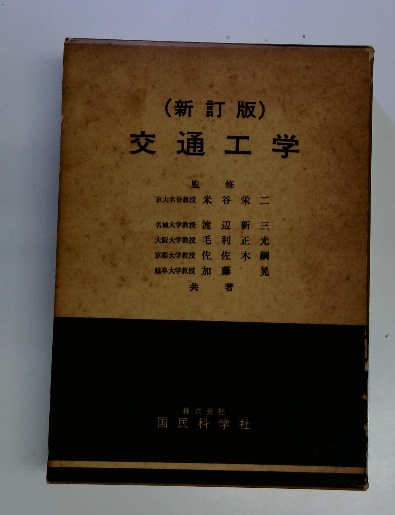 (新訂版)
交通工学
監修
京大名誉教授 米谷栄二
名城大学教授 渡辺新三
大阪大学教授 毛利正光
京都大学教授 佐佐木綱
岐阜大学教授 加藤晃
共著
株式会社
国民科学社